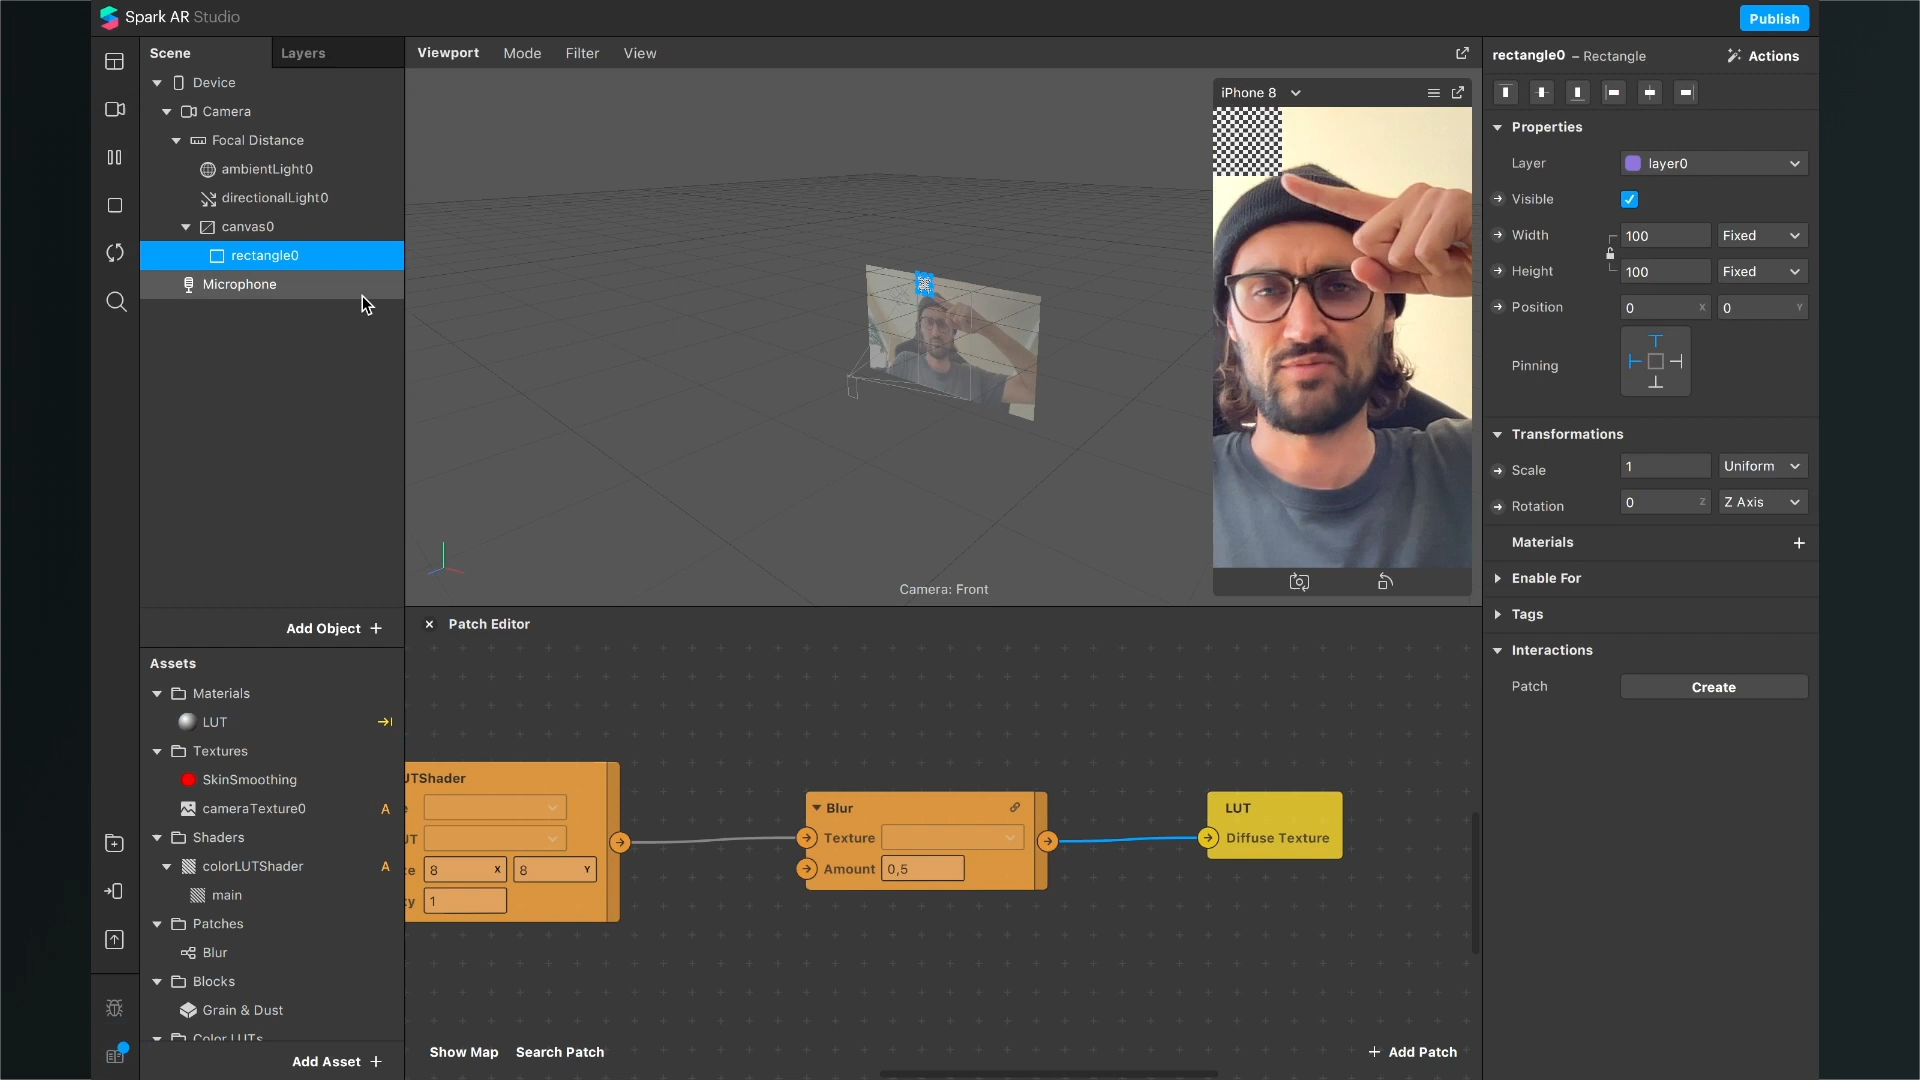 Spark AR Studio
Publish
Scene
Layers
Device
Camera
Focal Distance
ambientLight0
directionalLight0
canvas0
rectangle0
Microphone
Add Object +
Assets
Materials
LUT
Textures
SkinSmoothing
cameraTexture0 A
Shaders
colorLUTShader A
main
Patches
Blur
Blocks
Grain & Dust
Color LUTs
Add Asset +
Viewport
Mode
Filter
View
iPhone 8
Camera: Front
Patch Editor
UTShader
e
UT
e 8 X 8 Y
y 1
Blur
Texture
Amount 0,5
LUT
Diffuse Texture
Show Map
Search Patch
+ Add Patch
rectangle0 – Rectangle
Actions
Properties
Layer layer0
Visible
Width 100 Fixed
Height 100 Fixed
Position 0 X 0 Y
Pinning
Transformations
Scale 1 Uniform
Rotation 0 Z Z Axis
Materials +
Enable For
Tags
Interactions
Patch Create